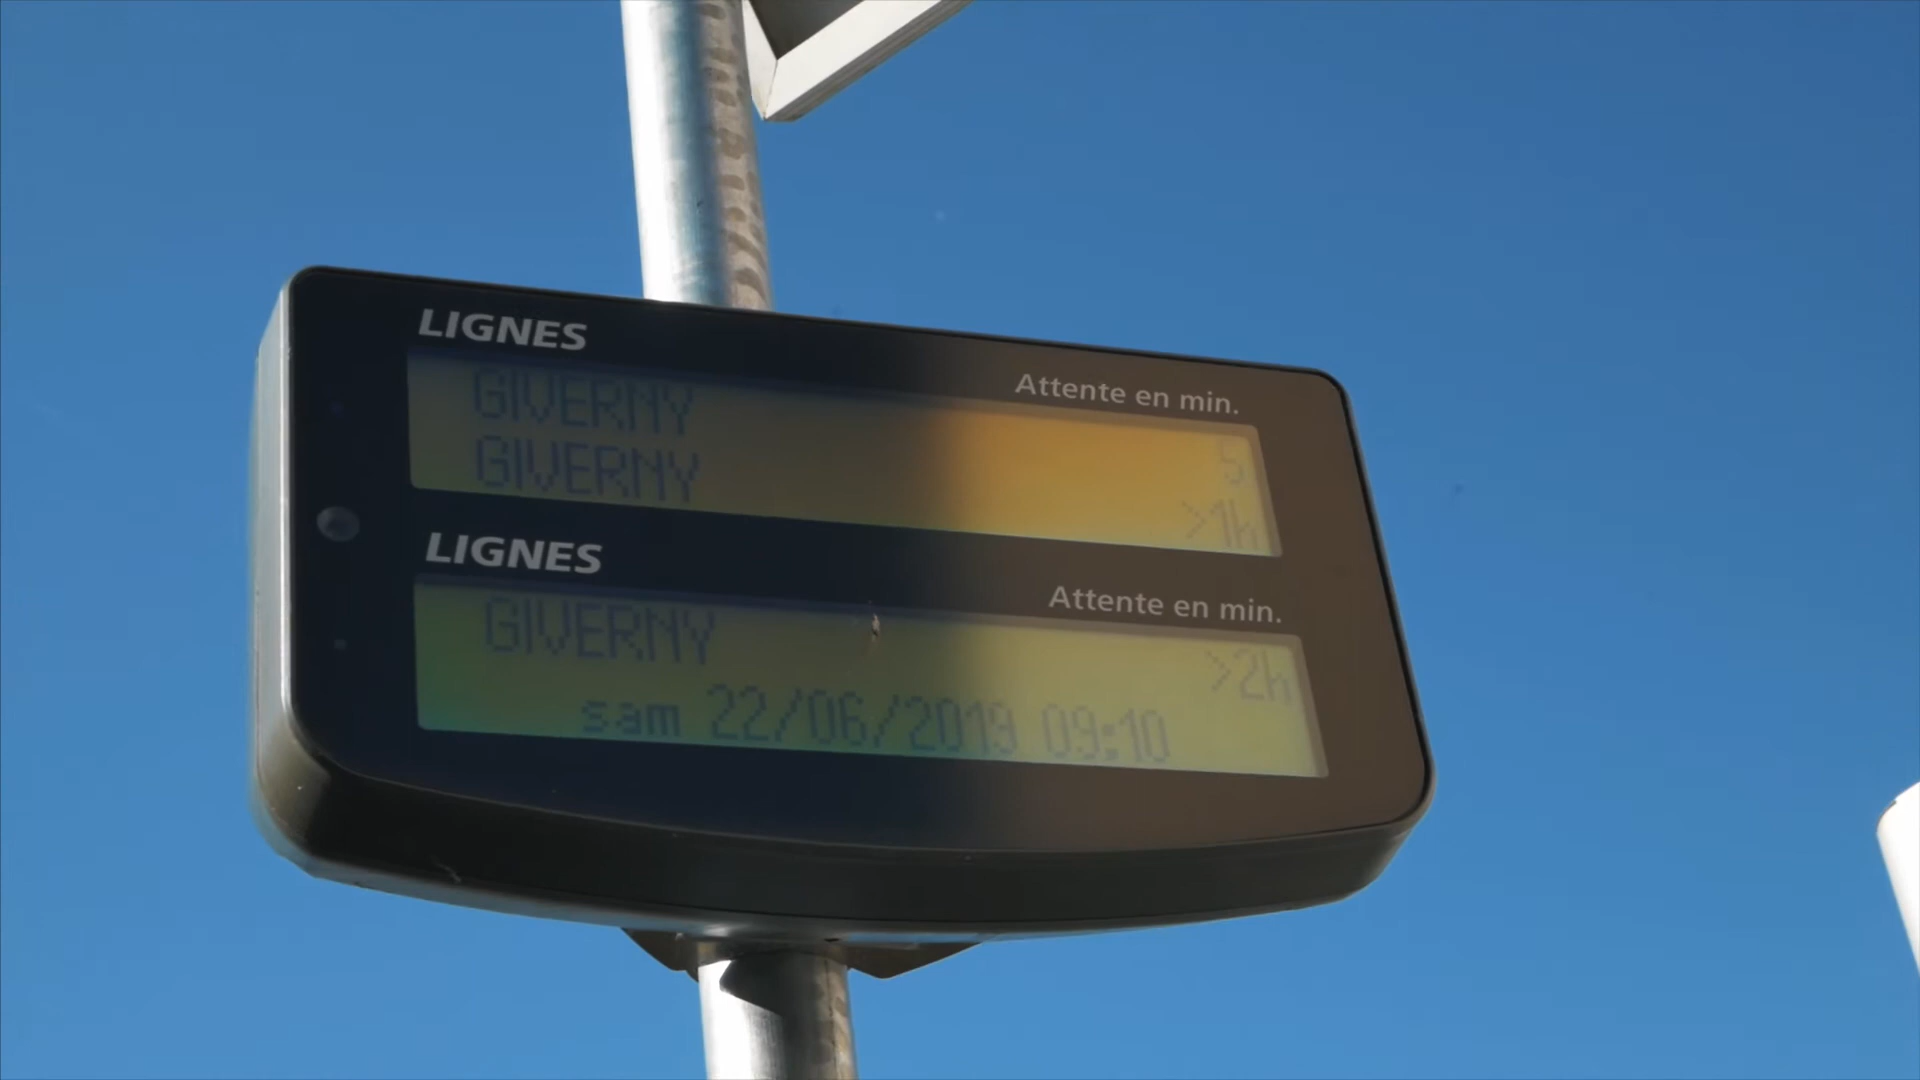 LIGNES
Attente en min.
GIVERNY 5
GIVERNY >1h
LIGNES
Attente en min.
GIVERNY >2h
sam 22/06/2019 09:10